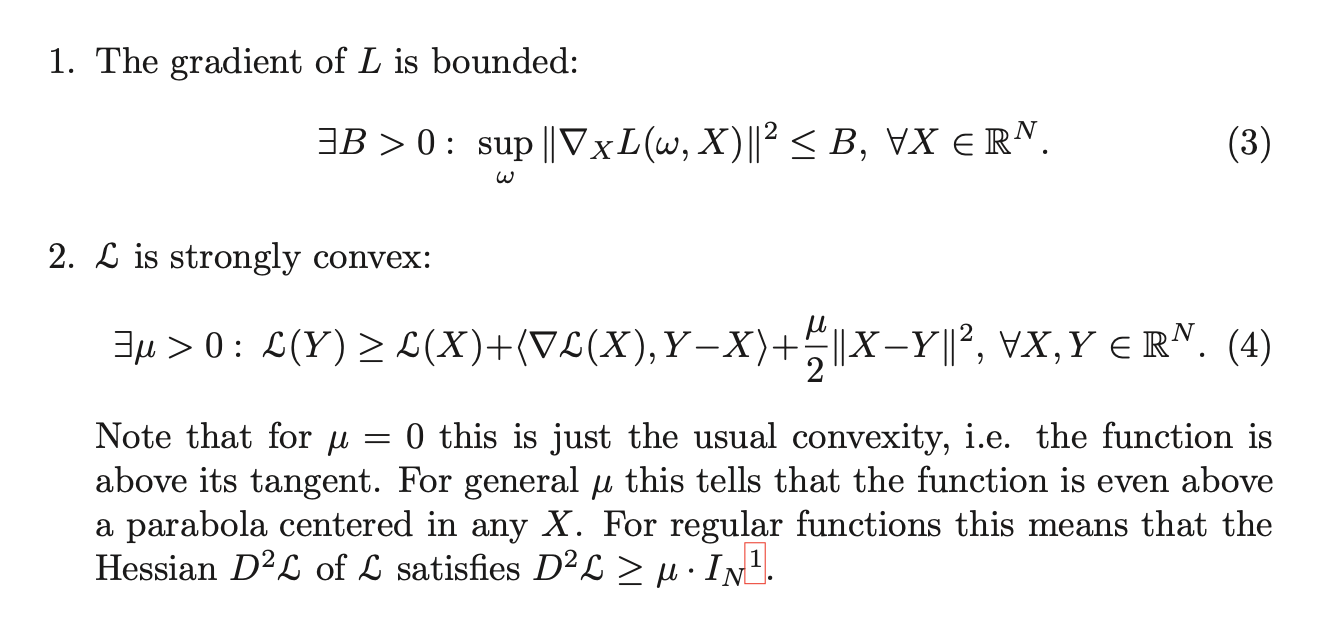 1. The gradient of L is bounded:
∃B > 0 : sup_ω ‖∇_X L(ω, X)‖² ≤ B, ∀X ∈ ℝ^N. (3)
2. ℒ is strongly convex:
∃μ > 0 : ℒ(Y) ≥ ℒ(X)+⟨∇ℒ(X), Y−X⟩+μ/2‖X−Y‖², ∀X, Y ∈ ℝ^N. (4)
Note that for μ = 0 this is just the usual convexity, i.e. the function is
above its tangent. For general μ this tells that the function is even above
a parabola centered in any X. For regular functions this means that the
Hessian D²ℒ of ℒ satisfies D²ℒ ≥ μ · I_N¹.